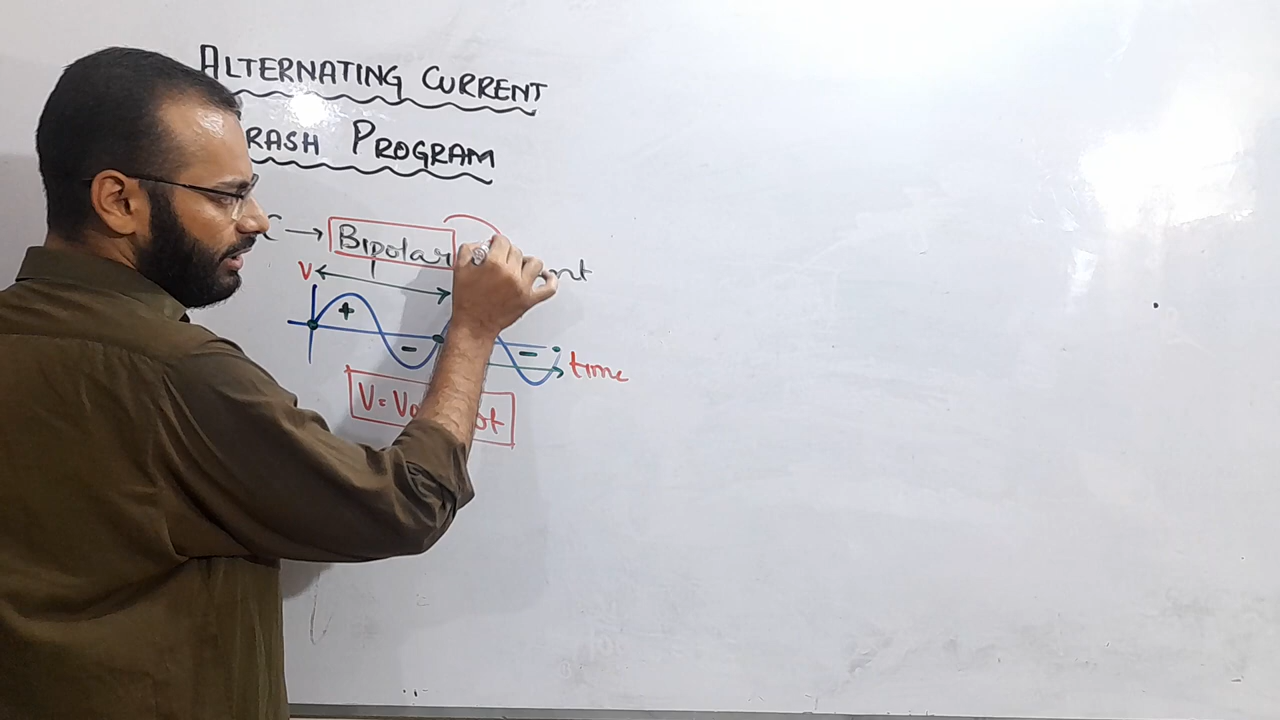 ALTERNATING CURRENT
RASH PROGRAM
→ Bipolar
V
+ - -
time
V =